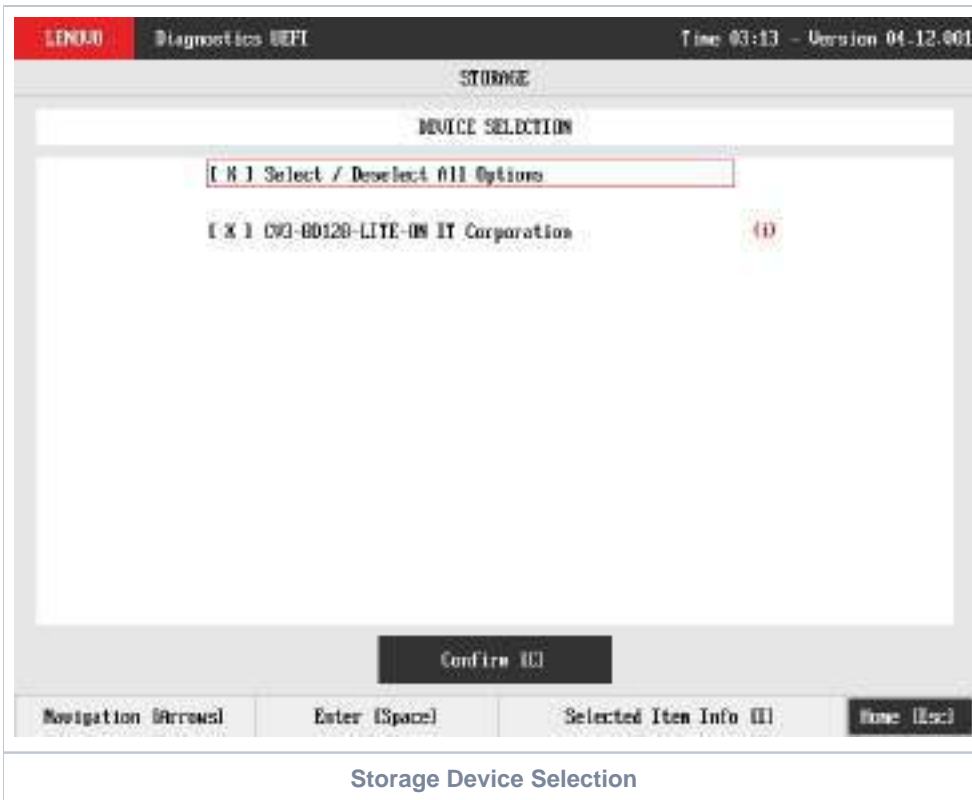 LENOVO Diagnostics UEFI Time 03:13 - Version 04.12.001
STORAGE
DEVICE SELECTION
[ X ] Select / Deselect All Options
[ X ] CV3-8D128-LITE-ON IT Corporation (i)
Confirm [C]
Navigation [Arrows] Enter [Space] Selected Item Info [I] Home [Esc]
Storage Device Selection